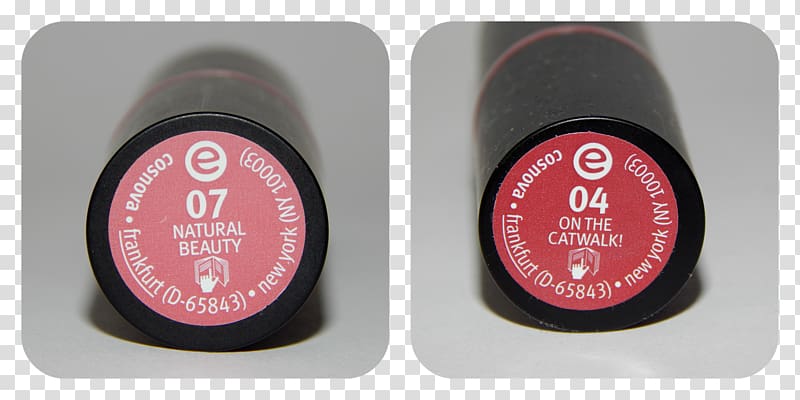 e
07
NATURAL
BEAUTY
cosnova • frankfurt (D-65843) • new york (NY 10003)
e
04
ON THE
CATWALK!
cosnova • frankfurt (D-65843) • new york (NY 10003)